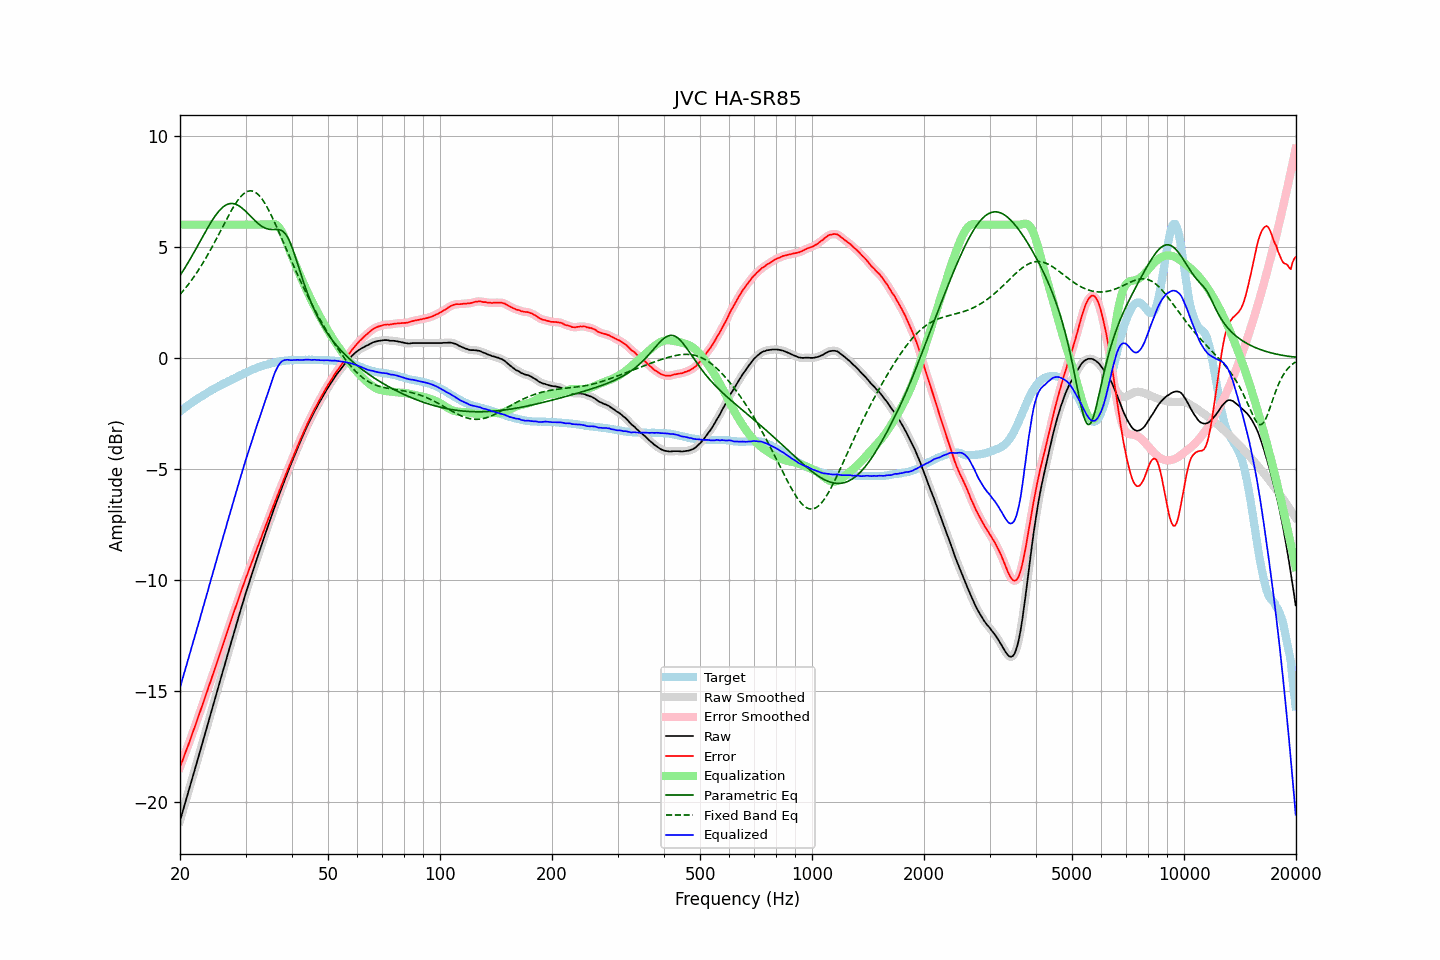 JVC HA-SR85
Amplitude (dBr)
10
5
0
−5
−10
−15
−20
Target
Raw Smoothed
Error Smoothed
Raw
Error
Equalization
Parametric Eq
Fixed Band Eq
Equalized
20 50 100 200 500 1000 2000 5000 10000 20000
Frequency (Hz)